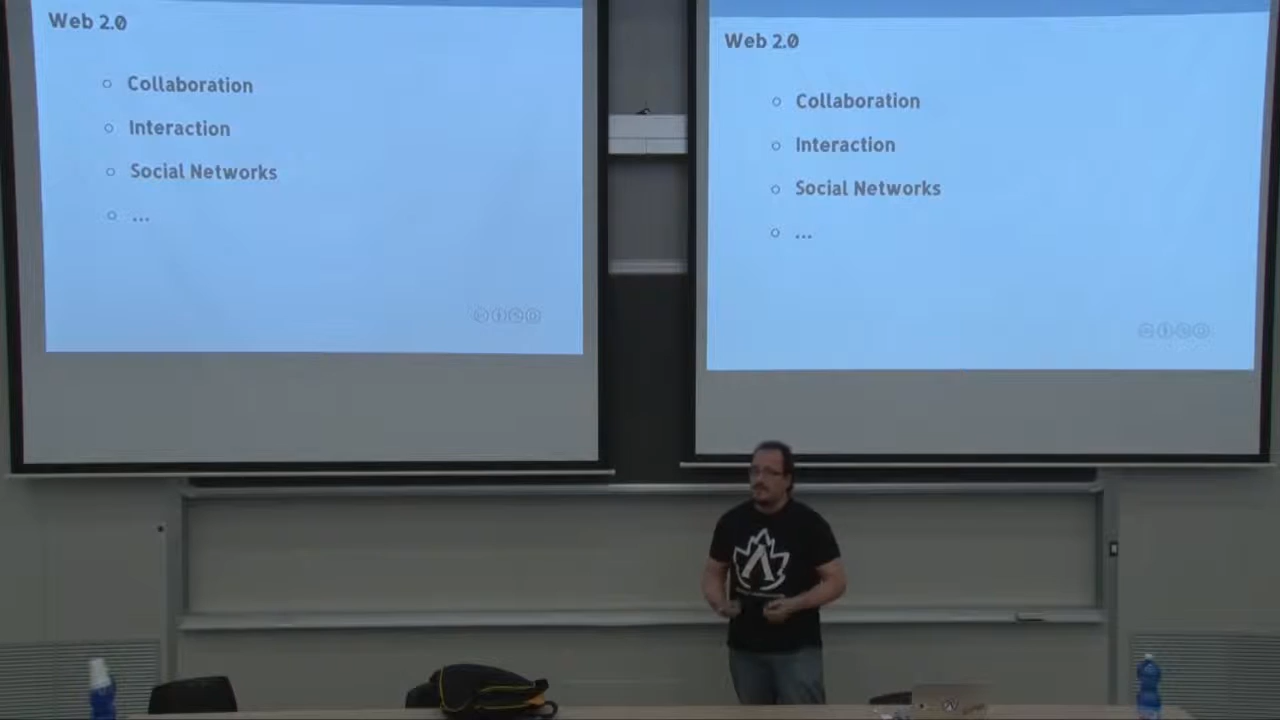 Web 2.0
Collaboration
Interaction
Social Networks
...
Web 2.0
Collaboration
Interaction
Social Networks
...